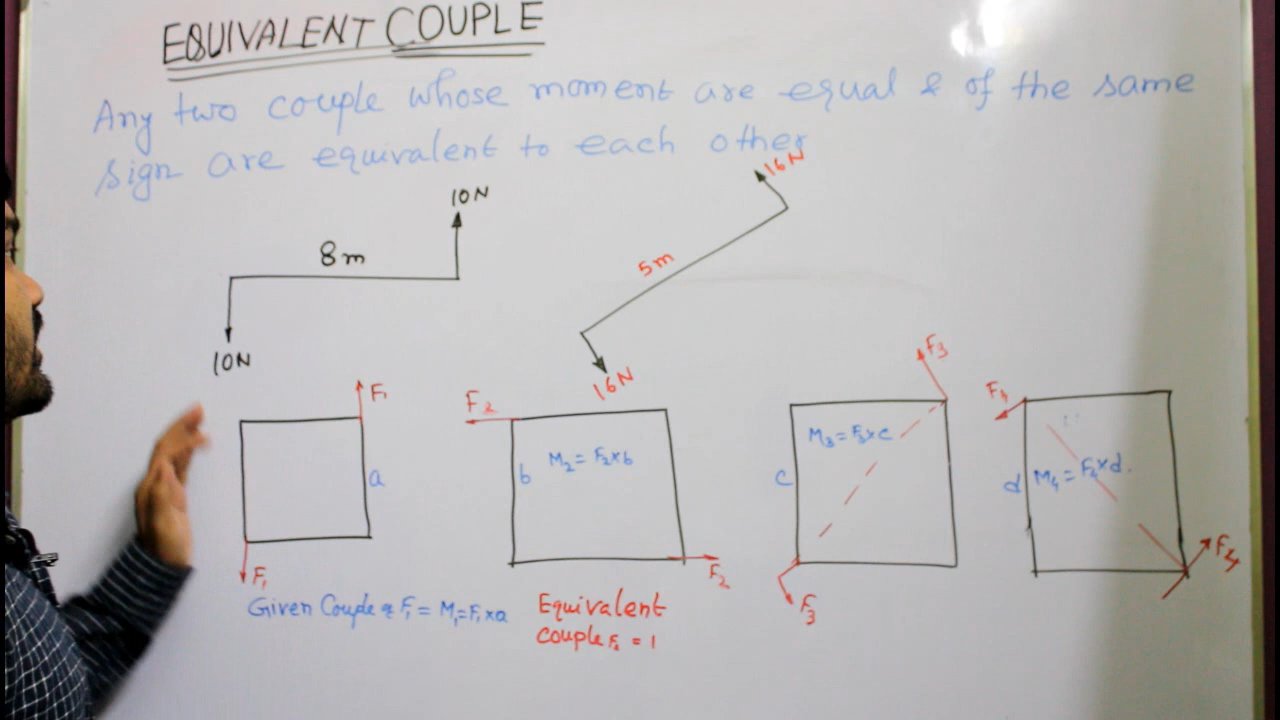 EQUIVALENT COUPLE
Any two couple whose moment are equal & of the same
sign are equivalent to each other
10N
8m
10N
16N
5m
16N
F1
a
F1
Given Couple = M1=F1×a
F2
b M2 = F2×b
F2
Equivalent
couple = 1
F3
M3=F3×c
c
F3
F4
d M4 = F4×d.
F4